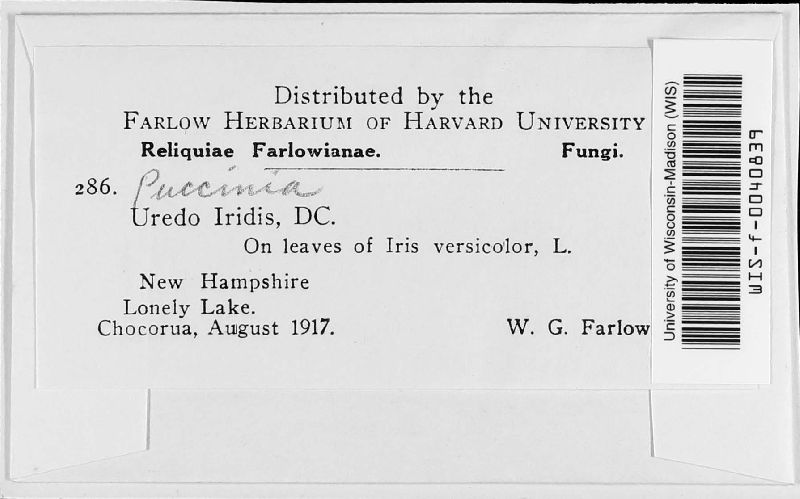 Distributed by the
FARLOW HERBARIUM OF HARVARD UNIVERSITY
Reliquiae Farlowianae. Fungi.
286. Puccinia
Uredo Iridis, DC.
On leaves of Iris versicolor, L.
New Hampshire
Lonely Lake.
Chocorua, August 1917. W. G. Farlow
University of Wisconsin-Madison (WIS)
WIS-f-0040839